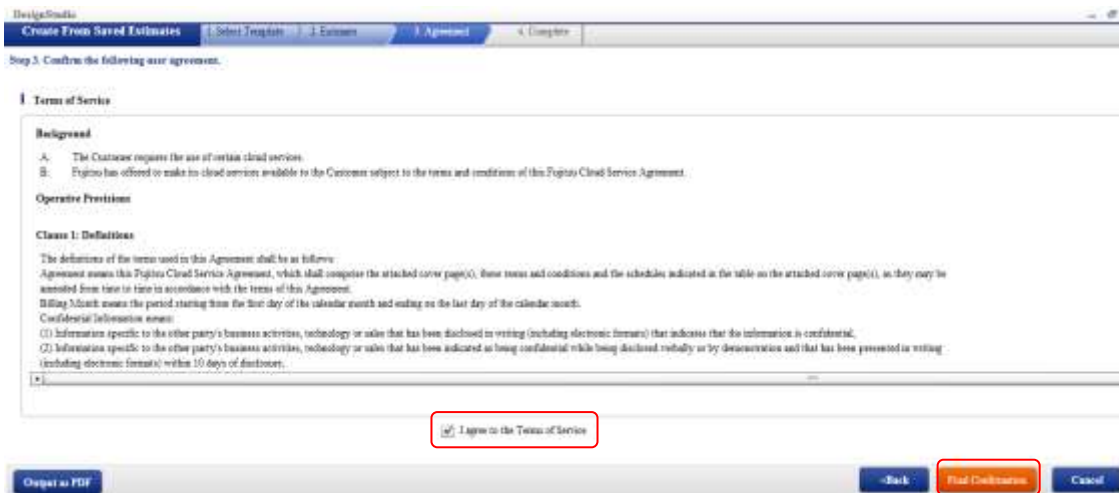 DesignStudio
Create From Saved Estimates 1. Select Template 2. Estimate 3. Agreement 4. Complete
Step 3. Confirm the following user agreement.
Terms of Service
Background
A. The Customer requires the use of certain cloud services.
B. Fujitsu has offered to make its cloud services available to the Customer subject to the terms and conditions of this Fujitsu Cloud Service Agreement.
Operative Provisions
Clause 1: Definitions
The definitions of the terms used in this Agreement shall be as follows:
Agreement means this Fujitsu Cloud Service Agreement, which shall comprise the attached cover page(s), these terms and conditions and the schedules indicated in the table on the attached cover page(s), as they may be
amended from time to time in accordance with the terms of this Agreement.
Billing Month means the period starting from the first day of the calendar month and ending on the last day of the calendar month.
Confidential Information means:
(1) Information specific to the other party's business activities, technology or sales that has been disclosed in writing (including electronic formats) that indicates that the information is confidential,
(2) Information specific to the other party's business activities, technology or sales that has been indicated as being confidential while being disclosed verbally or by demonstration and that has been presented in writing
(including electronic formats) within 10 days of disclosure,
I agree to the Terms of Service
Output as PDF <Back Final Confirmation Cancel